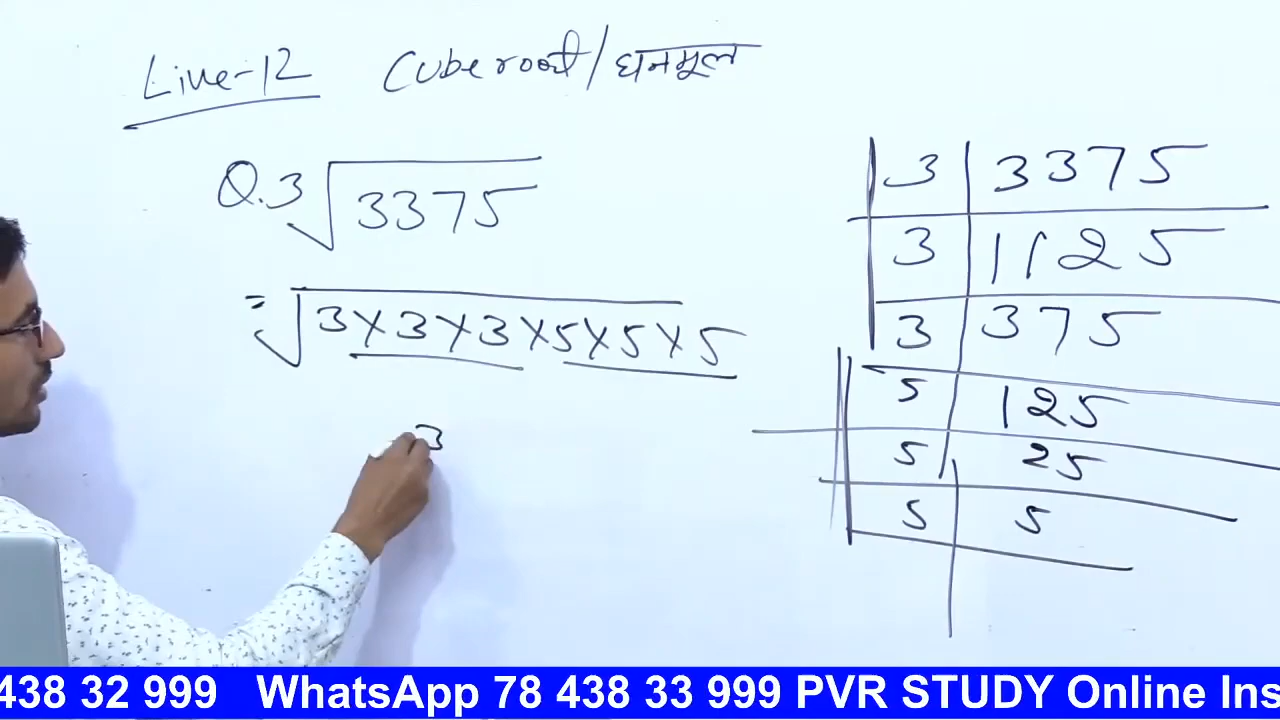 Live-12 Cube root/घनमूल
Q. 3√3375
= √3×3×3×5×5×5
3
3 | 3375
3 | 1125
3 | 375
5 | 125
5 | 25
5 | 5
438 32 999 WhatsApp 78 438 33 999 PVR STUDY Online Ins